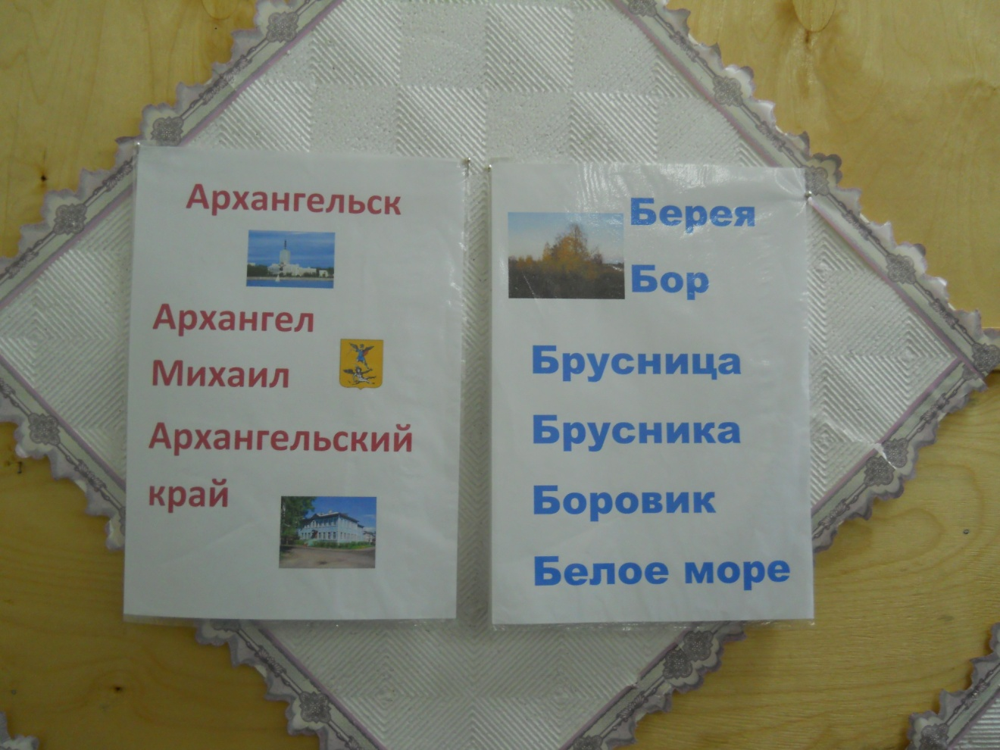 Архангельск
Архангел
Михаил
Архангельский
край
Берея
Бор
Брусница
Брусника
Боровик
Белое море